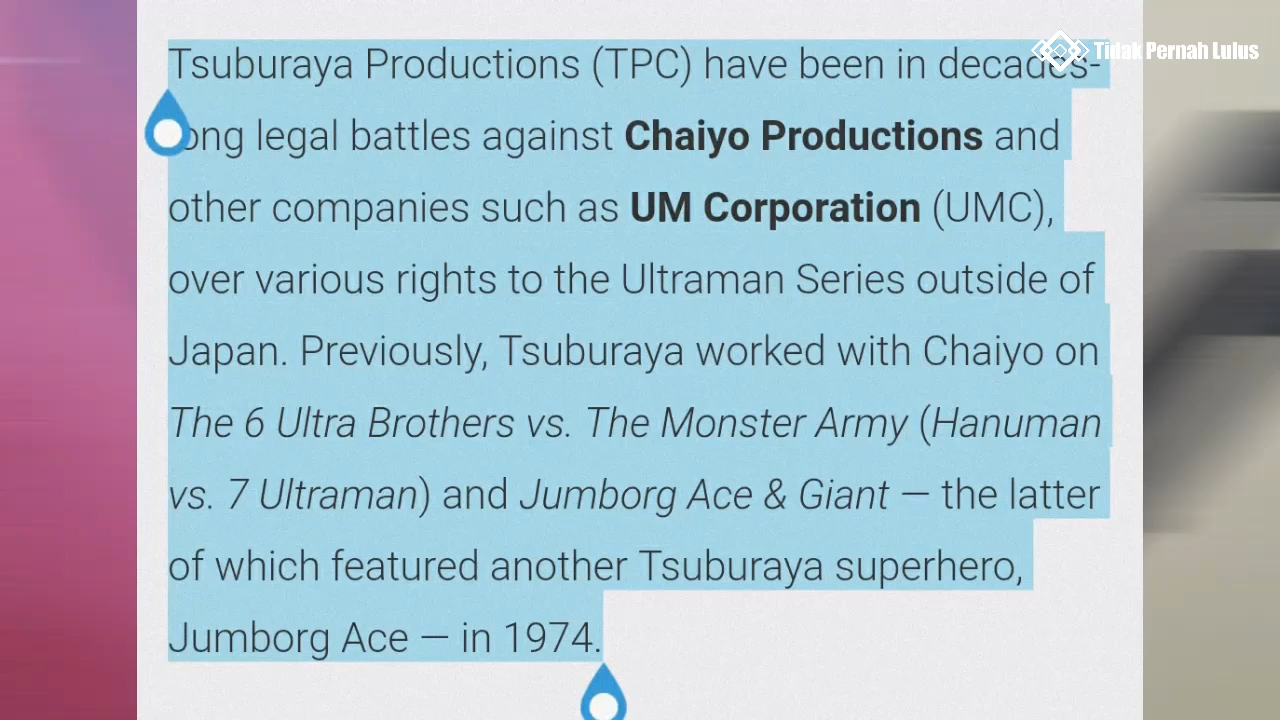 Tsuburaya Productions (TPC) have been in decades-
long legal battles against Chaiyo Productions and
other companies such as UM Corporation (UMC),
over various rights to the Ultraman Series outside of
Japan. Previously, Tsuburaya worked with Chaiyo on
The 6 Ultra Brothers vs. The Monster Army (Hanuman
vs. 7 Ultraman) and Jumborg Ace & Giant — the latter
of which featured another Tsuburaya superhero,
Jumborg Ace — in 1974.
Tidak Pernah Lulus